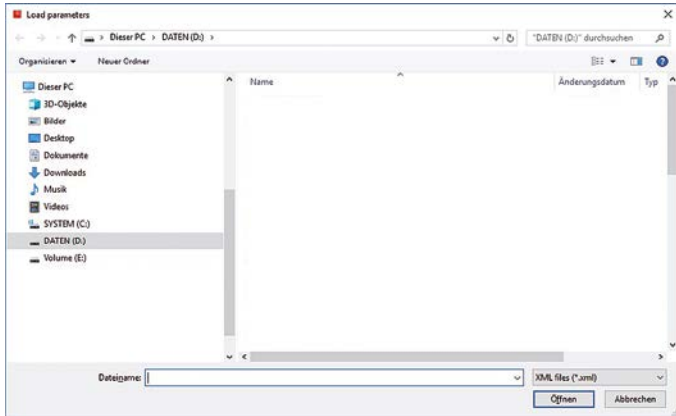 Load parameters
Dieser PC > DATEN (D:) >
"DATEN (D:)" durchsuchen
Organisieren
Neuer Ordner
Name
Änderungsdatum
Typ
Dieser PC
3D-Objekte
Bilder
Desktop
Dokumente
Downloads
Musik
Videos
SYSTEM (C:)
DATEN (D:)
Volume (E:)
Dateiname:
XML files (*.xml)
Öffnen
Abbrechen